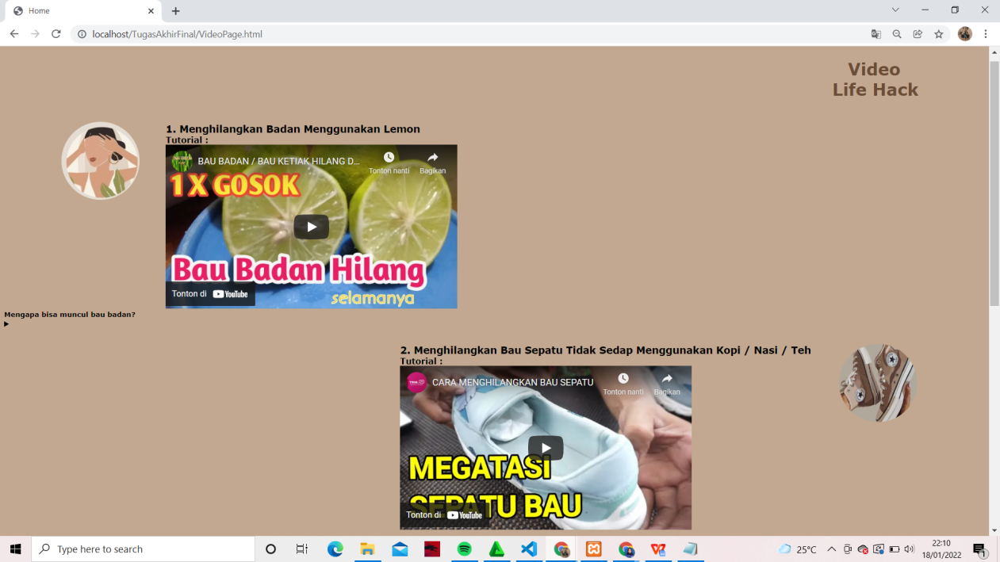 Home
localhost/TugasAkhirFinal/VideoPage.html
Video
Life Hack
1. Menghilangkan Badan Menggunakan Lemon
Tutorial :
BAU BADAN / BAU KETIAK HILANG D...
Tonton nanti
Bagikan
1 X GOSOK
Bau Badan Hilang
selamanya
Tonton di YouTube
Mengapa bisa muncul bau badan?
2. Menghilangkan Bau Sepatu Tidak Sedap Menggunakan Kopi / Nasi / Teh
Tutorial :
CARA MENGHILANGKAN BAU SEPATU
Tonton nanti
Bagikan
MEGATASI
SEPATU BAU
Tonton di YouTube
Type here to search
25°C
22:10
18/01/2022
1